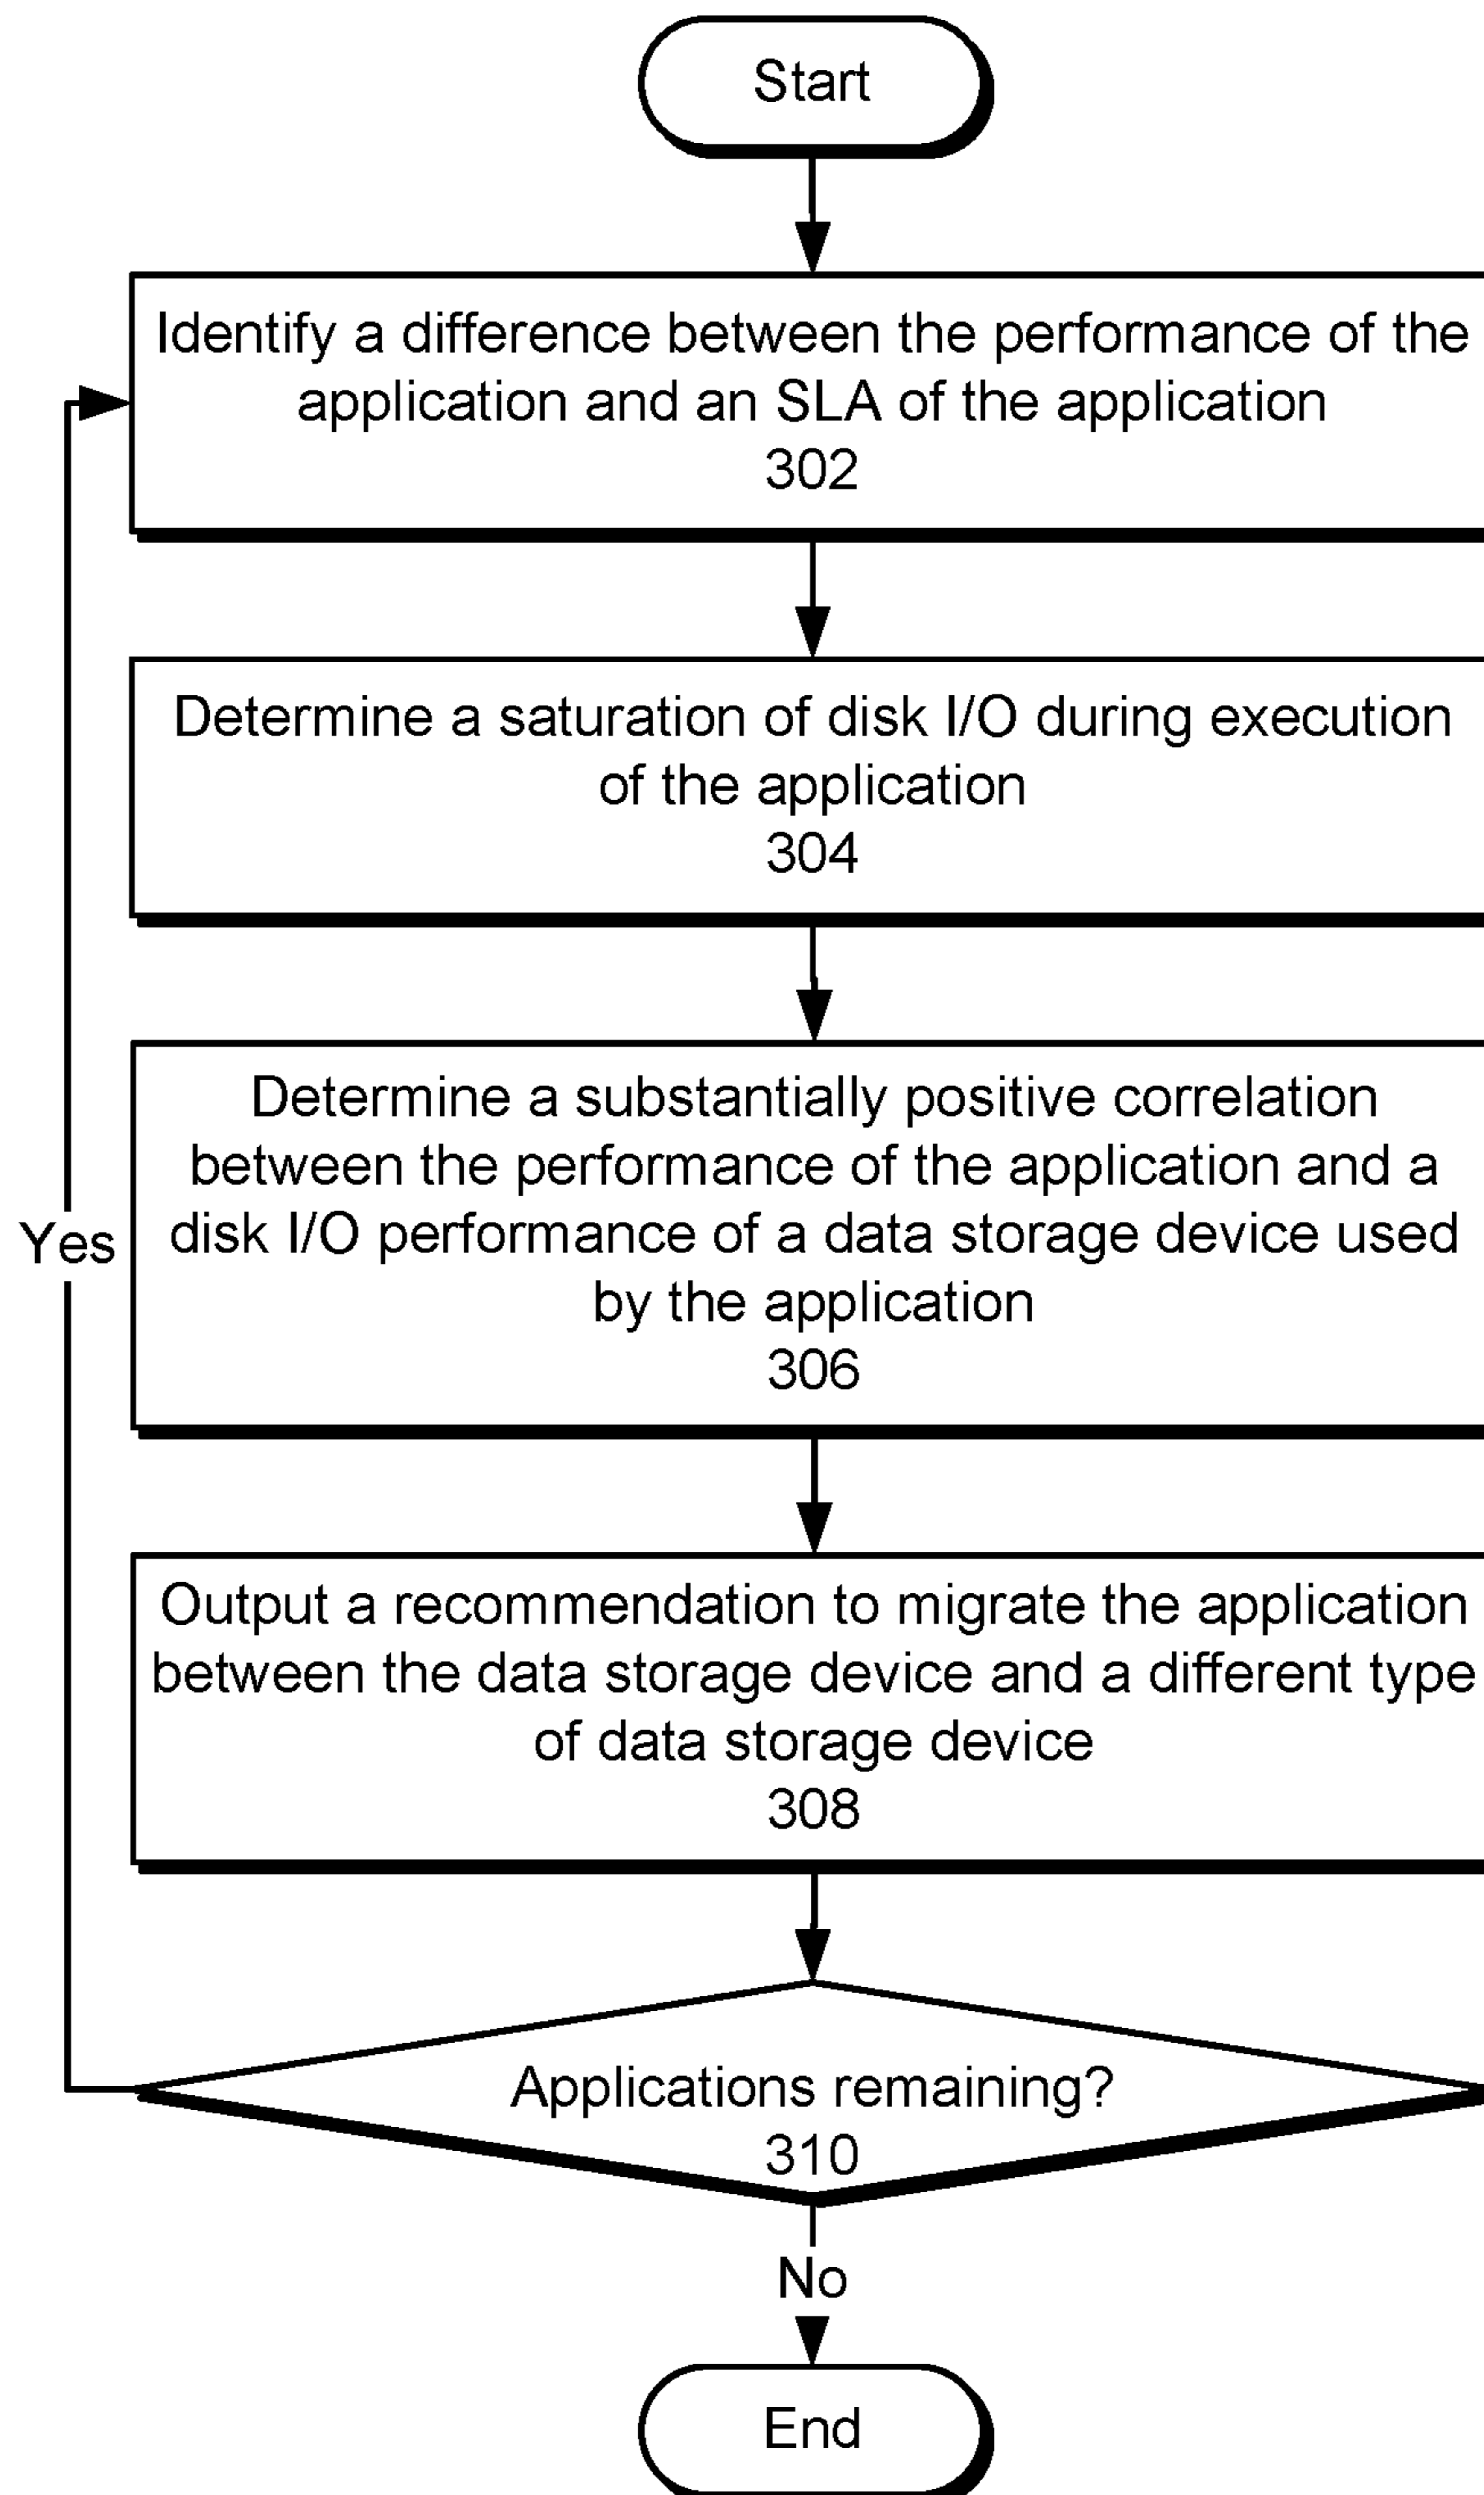 Start
Identify a difference between the performance of the
application and an SLA of the application
302
Determine a saturation of disk I/O during execution
of the application
304
Determine a substantially positive correlation
between the performance of the application and a
disk I/O performance of a data storage device used
by the application
306
Yes
Output a recommendation to migrate the application
between the data storage device and a different type
of data storage device
308
Applications remaining?
310
No
End